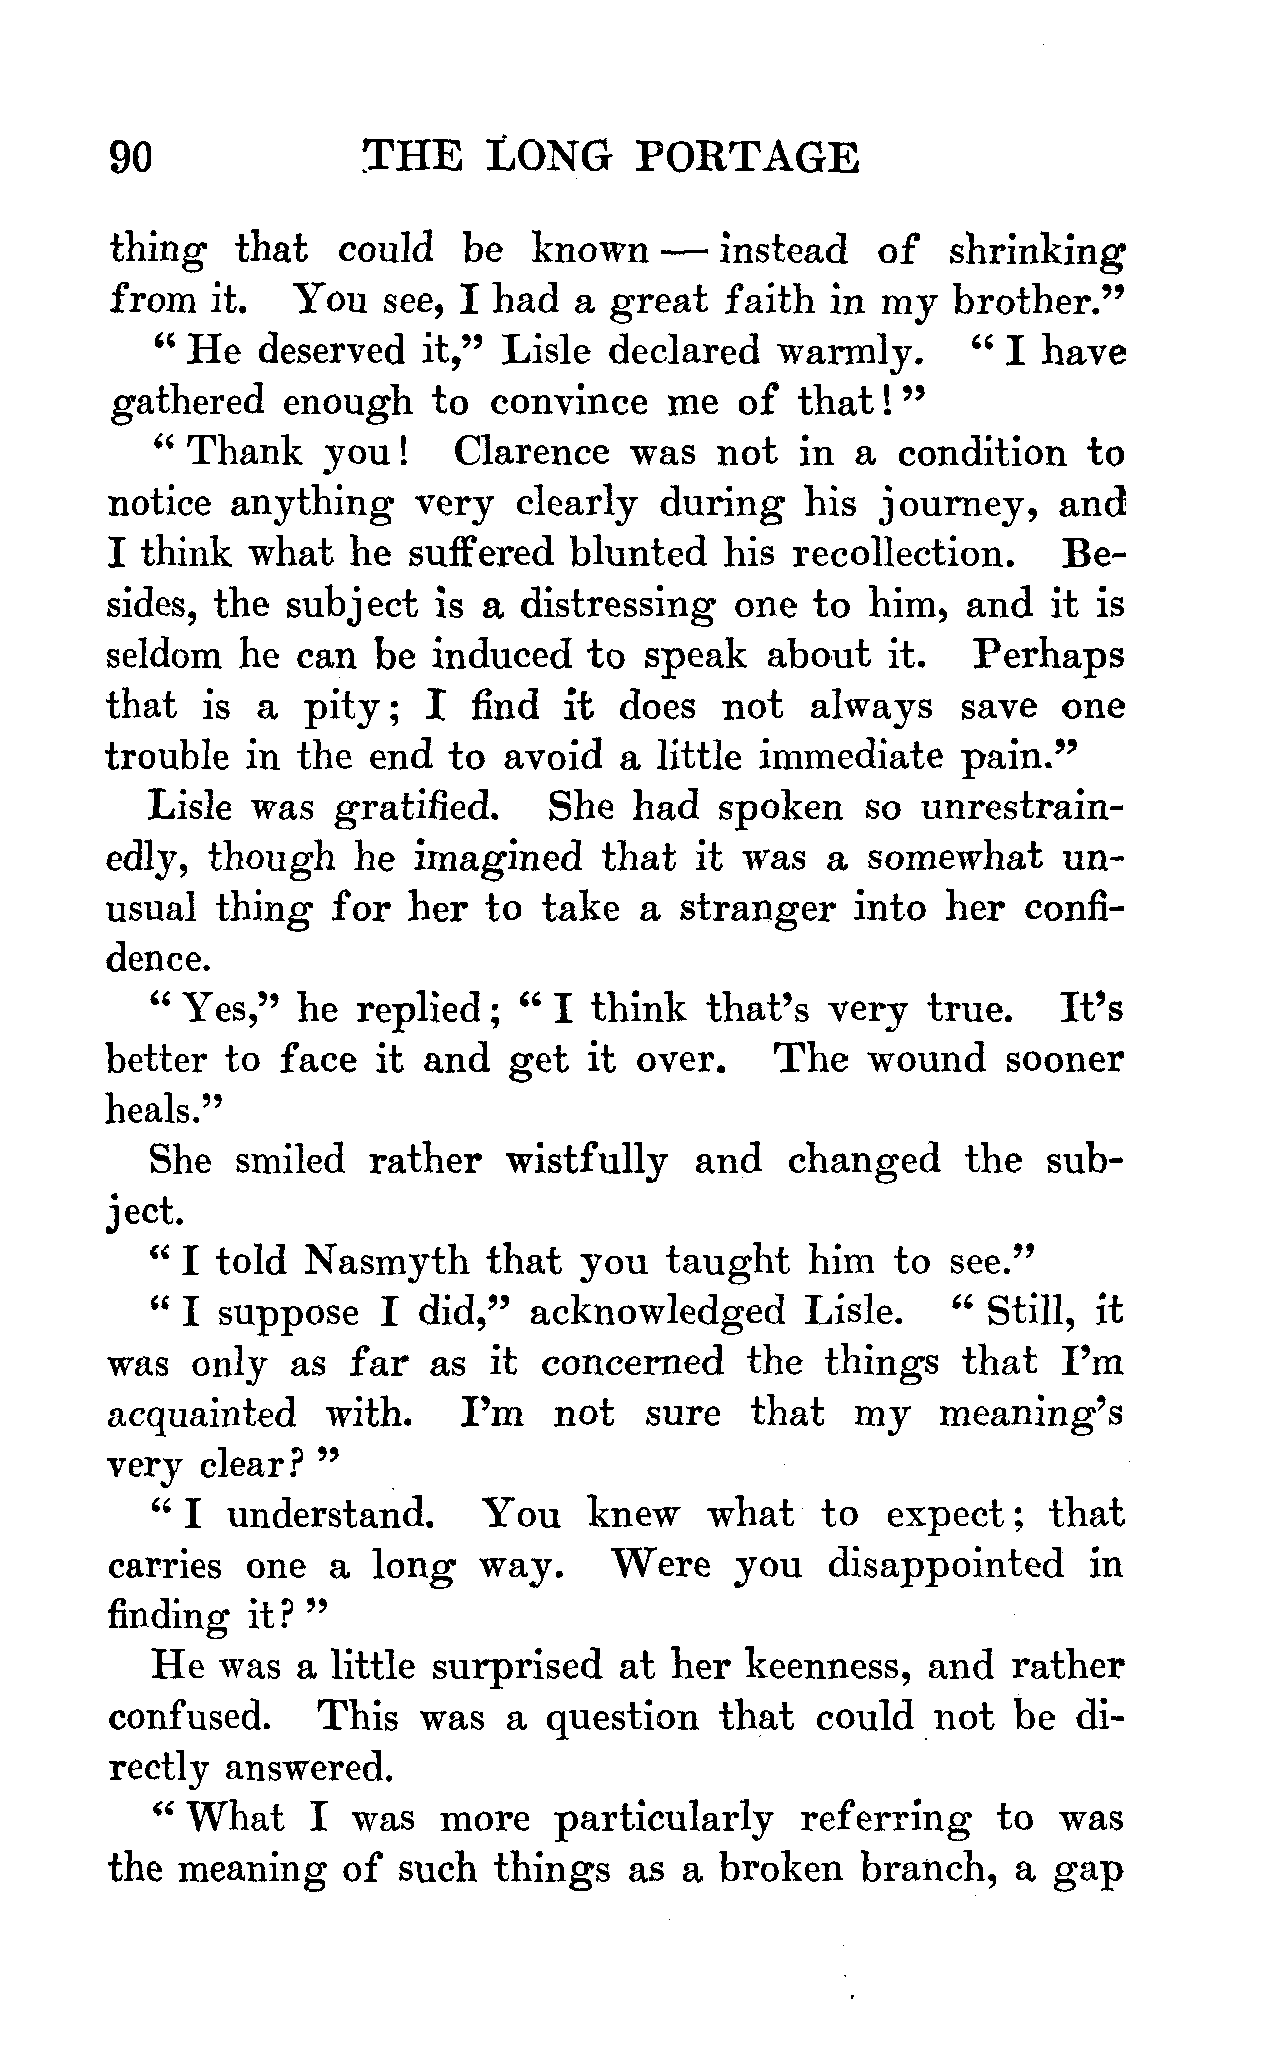 90 THE LONG PORTAGE
thing that could be known — instead of shrinking
from it. You see, I had a great faith in my brother.”
“ He deserved it,” Lisle declared warmly. “ I have
gathered enough to convince me of that! ”
“ Thank you! Clarence was not in a condition to
notice anything very clearly during his journey, and
I think what he suffered blunted his recollection. Be-
sides, the subject is a distressing one to him, and it is
seldom he can be induced to speak about it. Perhaps
that is a pity; I find it does not always save one
trouble in the end to avoid a little immediate pain.”
Lisle was gratified. She had spoken so unrestrain-
edly, though he imagined that it was a somewhat un-
usual thing for her to take a stranger into her confi-
dence.
“ Yes,” he replied; “ I think that’s very true. It’s
better to face it and get it over. The wound sooner
heals.”
She smiled rather wistfully and changed the sub-
ject.
“ I told Nasmyth that you taught him to see.”
“ I suppose I did,” acknowledged Lisle. “ Still, it
was only as far as it concerned the things that I’m
acquainted with. I’m not sure that my meaning’s
very clear? ”
“ I understand. You knew what to expect; that
carries one a long way. Were you disappointed in
finding it? ”
He was a little surprised at her keenness, and rather
confused. This was a question that could not be di-
rectly answered.
“ What I was more particularly referring to was
the meaning of such things as a broken branch, a gap